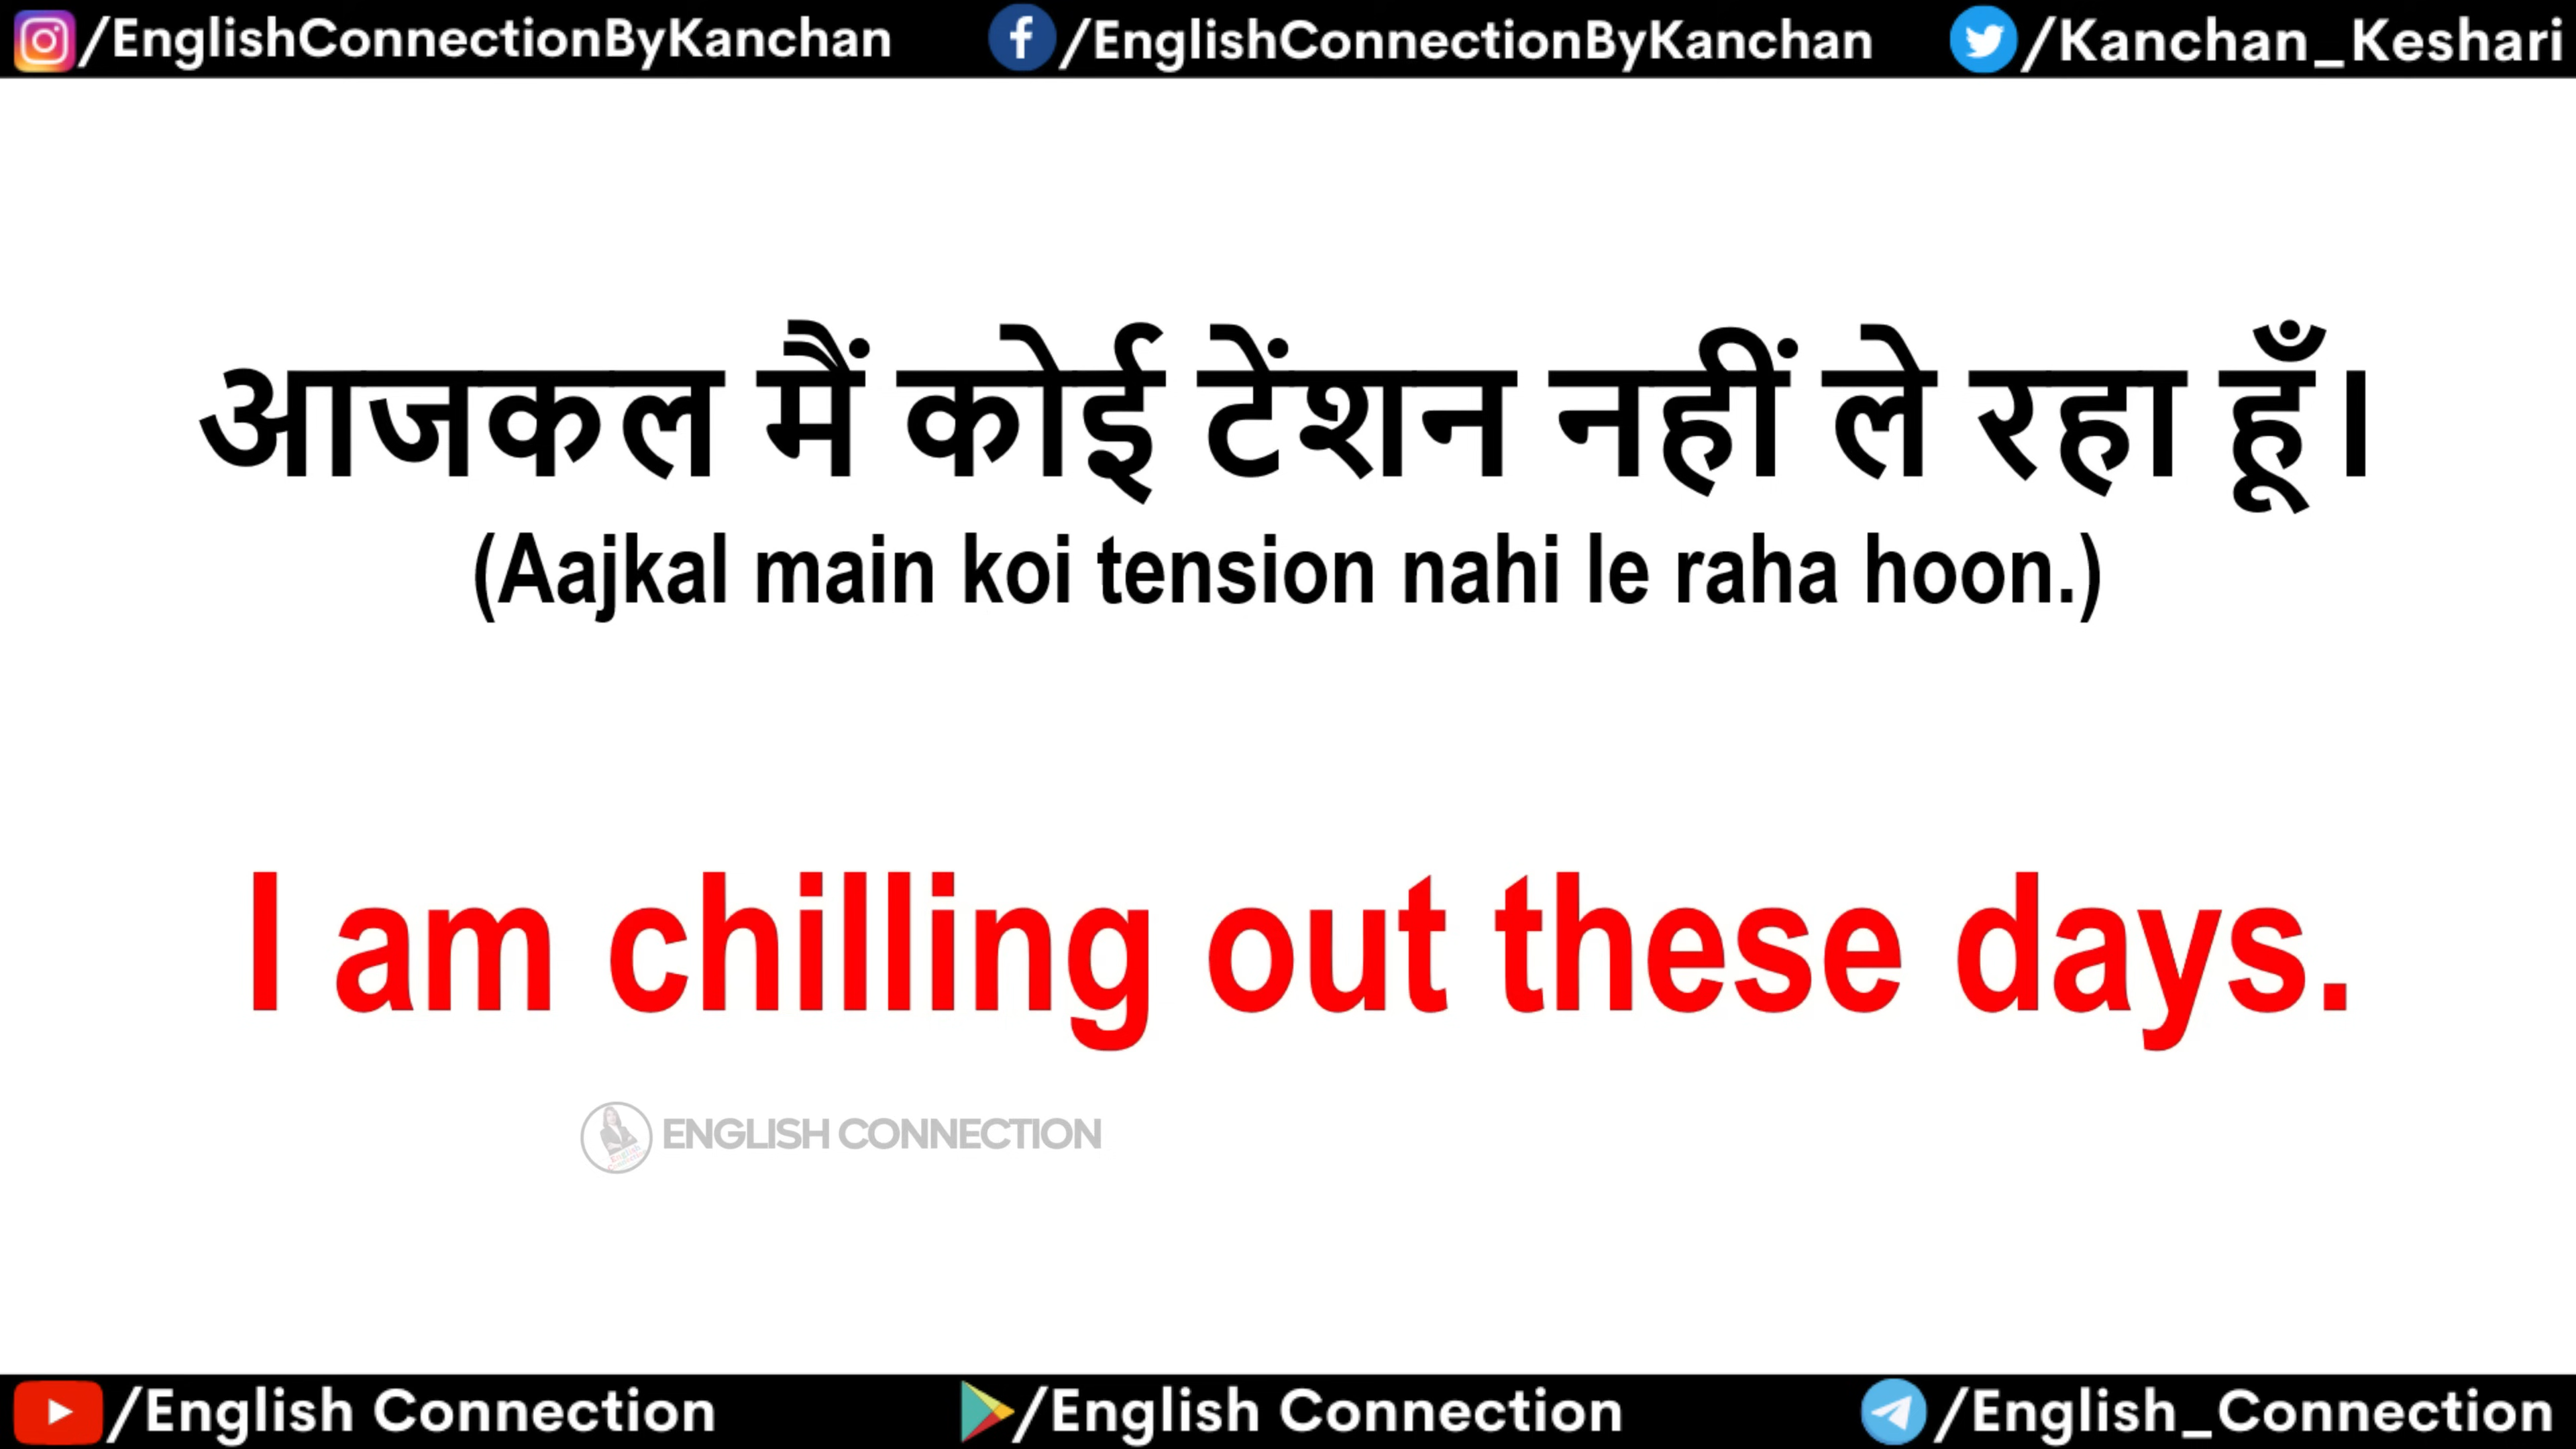 /EnglishConnectionByKanchan /EnglishConnectionByKanchan /Kanchan_Keshari
आजकल मैं कोई टेंशन नहीं ले रहा हूँ।
(Aajkal main koi tension nahi le raha hoon.)
I am chilling out these days.
ENGLISH CONNECTION
/English Connection /English Connection /English_Connection